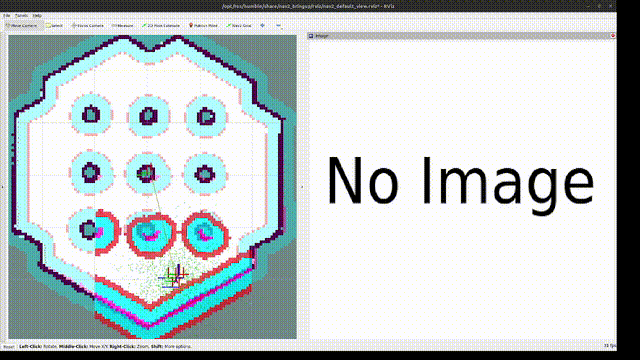 /opt/ros/humble/share/nav2_bringup/rviz/nav2_default_view.rviz* - RViz
File Panels Help
Move Camera Select Focus Camera Measure 2D Pose Estimate Publish Point Nav2 Goal
Image
No Image
Reset Left-Click: Rotate. Middle-Click: Move X/Y. Right-Click: Zoom. Shift: More options.
31 fps